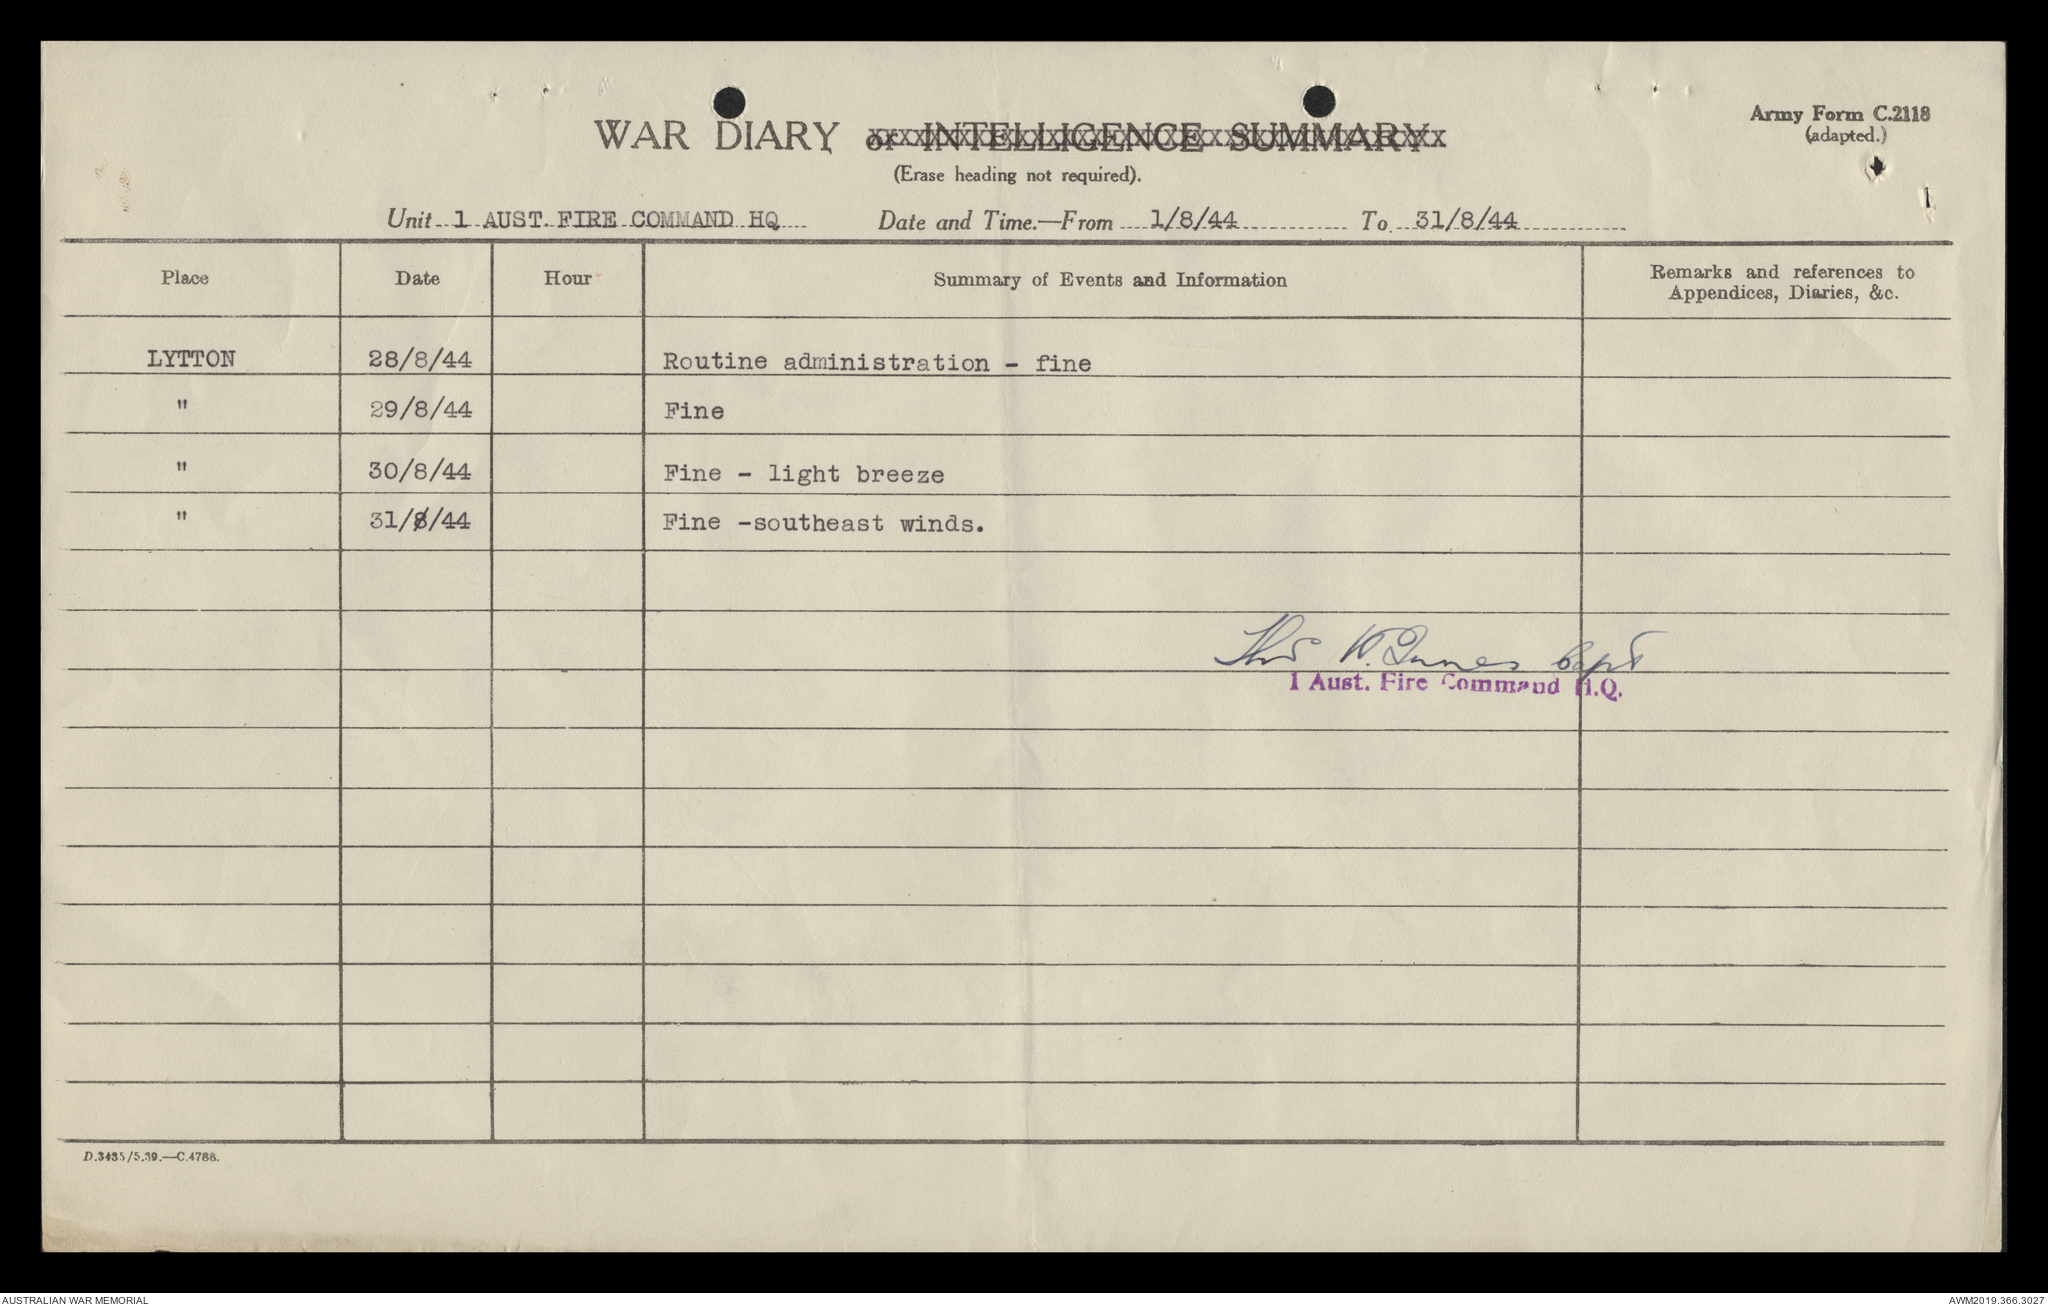 Army Form C.2118
(adapted.)
WAR DIARY or INTELLIGENCE SUMMARY
(Erase heading not required).
Unit 1 AUST. FIRE COMMAND HQ Date and Time.—From 1/8/44 To 31/8/44
Place Date Hour Summary of Events and Information Remarks and references to
Appendices, Diaries, &c.
LYTTON 28/8/44 Routine administration - fine
" 29/8/44 Fine
" 30/8/44 Fine - light breeze
" 31/8/44 Fine -southeast winds.
Thos W. Innes Capt
1 Aust. Fire Command H.Q.
D.3435/5.39.—C.4788.
AUSTRALIAN WAR MEMORIAL AWM2019.366.3027